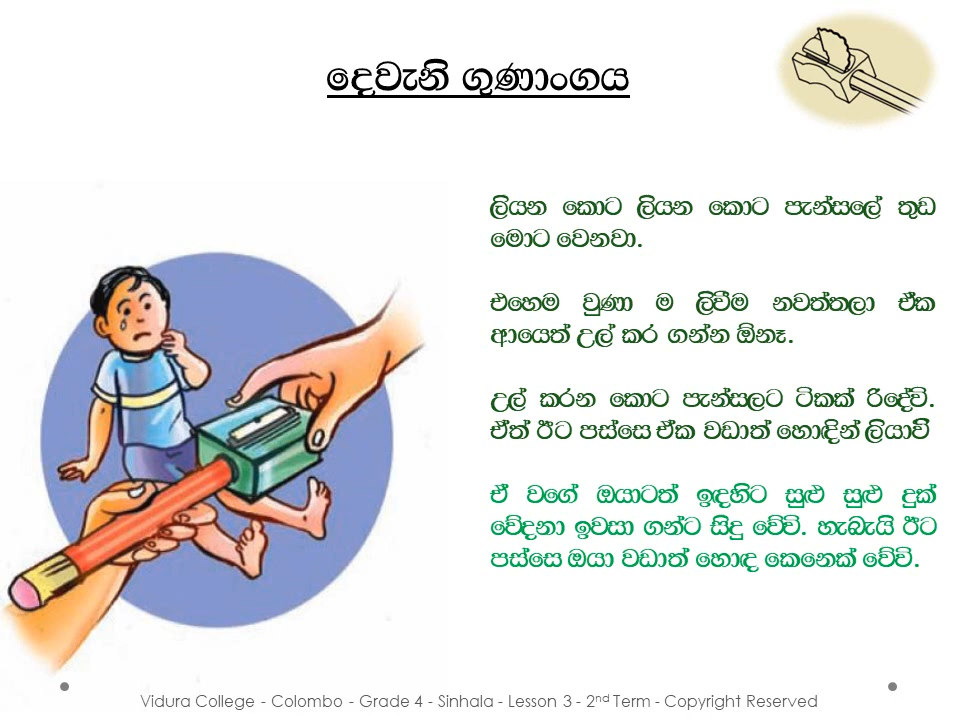 දෙවැනි ගුණාංගය
ලියන කොට ලියන කොට පැන්සලේ තුඩ
මොට වෙනවා.
එහෙම වුණා ම ලිවීම නවත්තලා ඒක
ආයෙත් උල් කර ගන්න ඕනෑ.
උල් කරන කොට පැන්සලට ටිකක් රිදේවි.
ඒත් ඊට පස්සෙ ඒක වඩාත් හොඳින් ලියාවි
ඒ වගේ ඔයාටත් ඉඳහිට සුළු සුළු දුක්
වේදනා ඉවසා ගන්ට සිදු වේවි. හැබැයි ඊට
පස්සෙ ඔයා වඩාත් හොඳ කෙනෙක් වේවි.
Vidura College - Colombo - Grade 4 - Sinhala - Lesson 3 - 2nd Term - Copyright Reserved